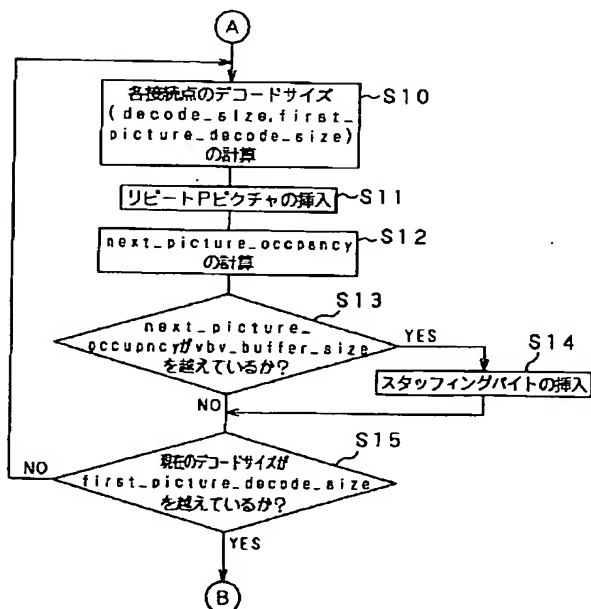 A
各接続点のデコードサイズ
(decode_size,first_
picture_decode_size)
の計算
S10
リピートPピクチャの挿入
S11
next_picture_occpancy
の計算
S12
S13
next_picture_
occupncyがvbv_buffer_size
を越えているか?
YES
S14
スタッフィングバイトの挿入
NO
S15
現在のデコードサイズが
first_picture_decode_size
を越えているか?
NO
YES
B